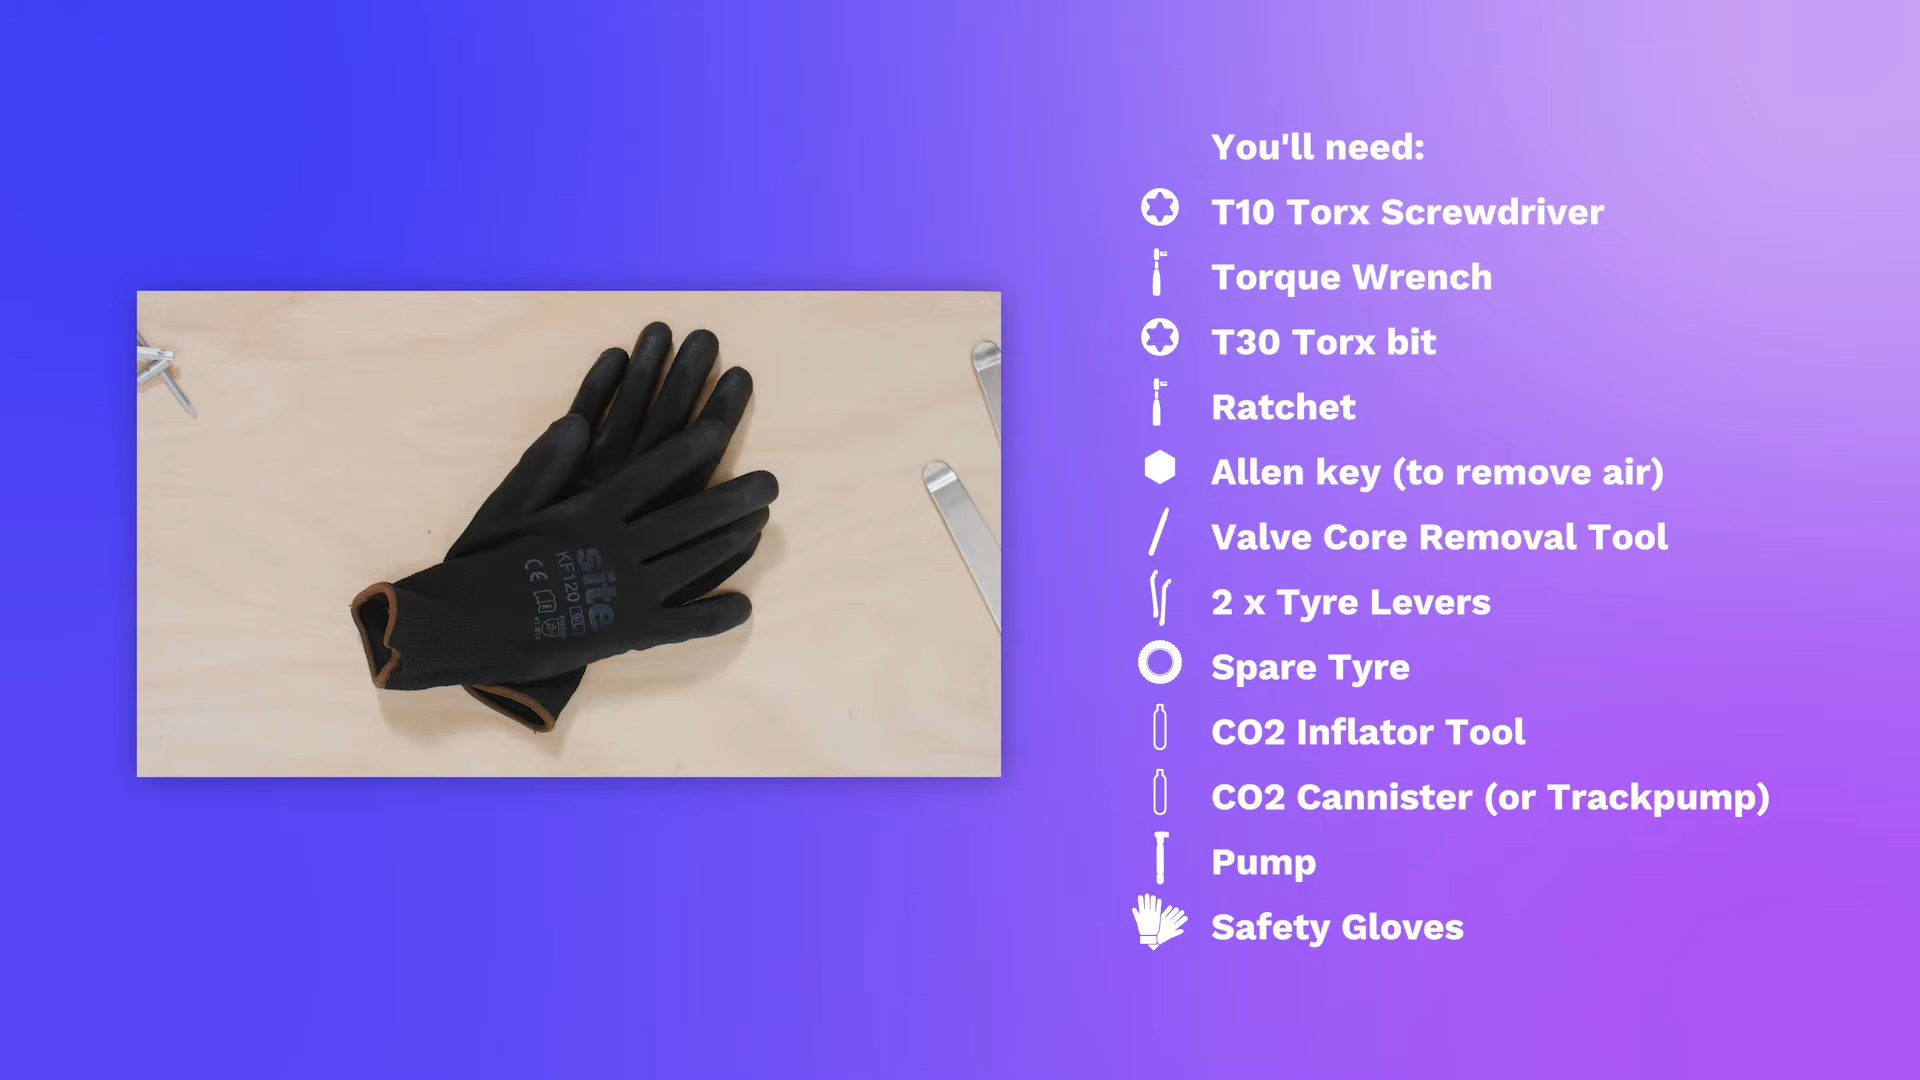 You'll need:
T10 Torx Screwdriver
Torque Wrench
T30 Torx bit
Ratchet
Allen key (to remove air)
Valve Core Removal Tool
2 x Tyre Levers
Spare Tyre
CO2 Inflator Tool
CO2 Cannister (or Trackpump)
Pump
Safety Gloves
site
KF120 9/L
CE